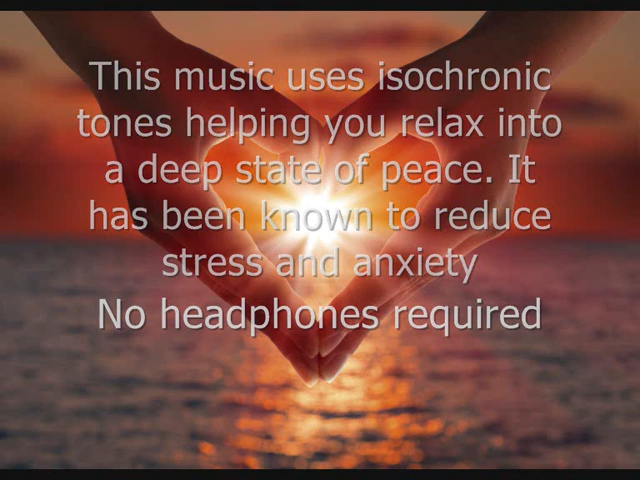 This music uses isochronic
tones helping you relax into
a deep state of peace. It
has been known to reduce
stress and anxiety
No headphones required